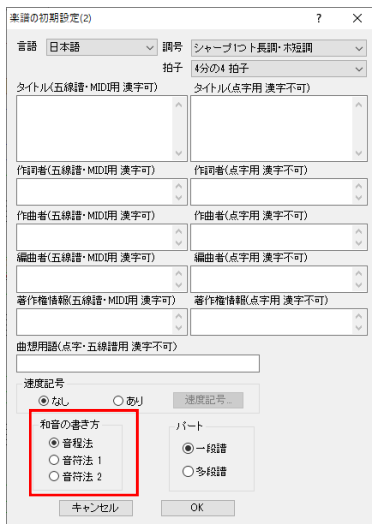 楽譜の初期設定(2)
言語 日本語 調号 シャープ1つ ト長調・ホ短調
拍子 4分の4 拍子
タイトル(五線譜・MIDI用 漢字可) タイトル(点字用 漢字不可)
作詞者(五線譜・MIDI用 漢字可) 作詞者(点字用 漢字不可)
作曲者(五線譜・MIDI用 漢字可) 作曲者(点字用 漢字不可)
編曲者(五線譜・MIDI用 漢字可) 編曲者(点字用 漢字不可)
著作権情報(五線譜・MIDI用 漢字可) 著作権情報(点字用 漢字不可)
曲想用語(点字・五線譜用 漢字不可)
速度記号
なし あり 速度記号...
和音の書き方 パート
音程法 一段譜
音符法 1
音符法 2 多段譜
キャンセル OK